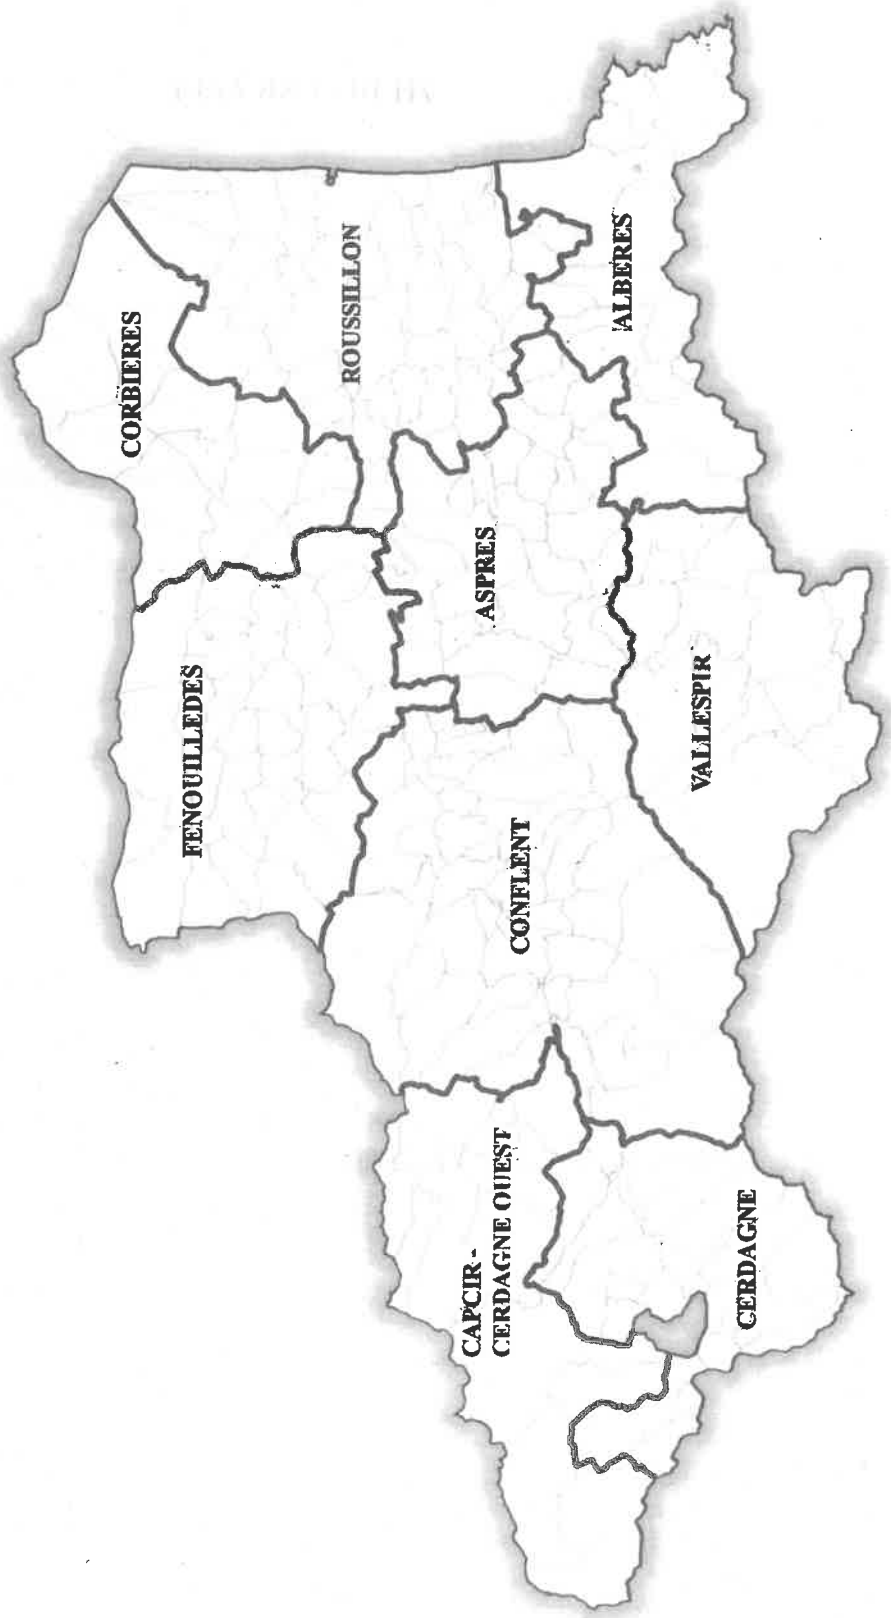 CORBIERES
ROUSSILLON
ALBERES
FENOUILLEDES
ASPRES
CONFLENT
VALLESPIR
CAPCIR -
CERDAGNE OUEST
CERDAGNE